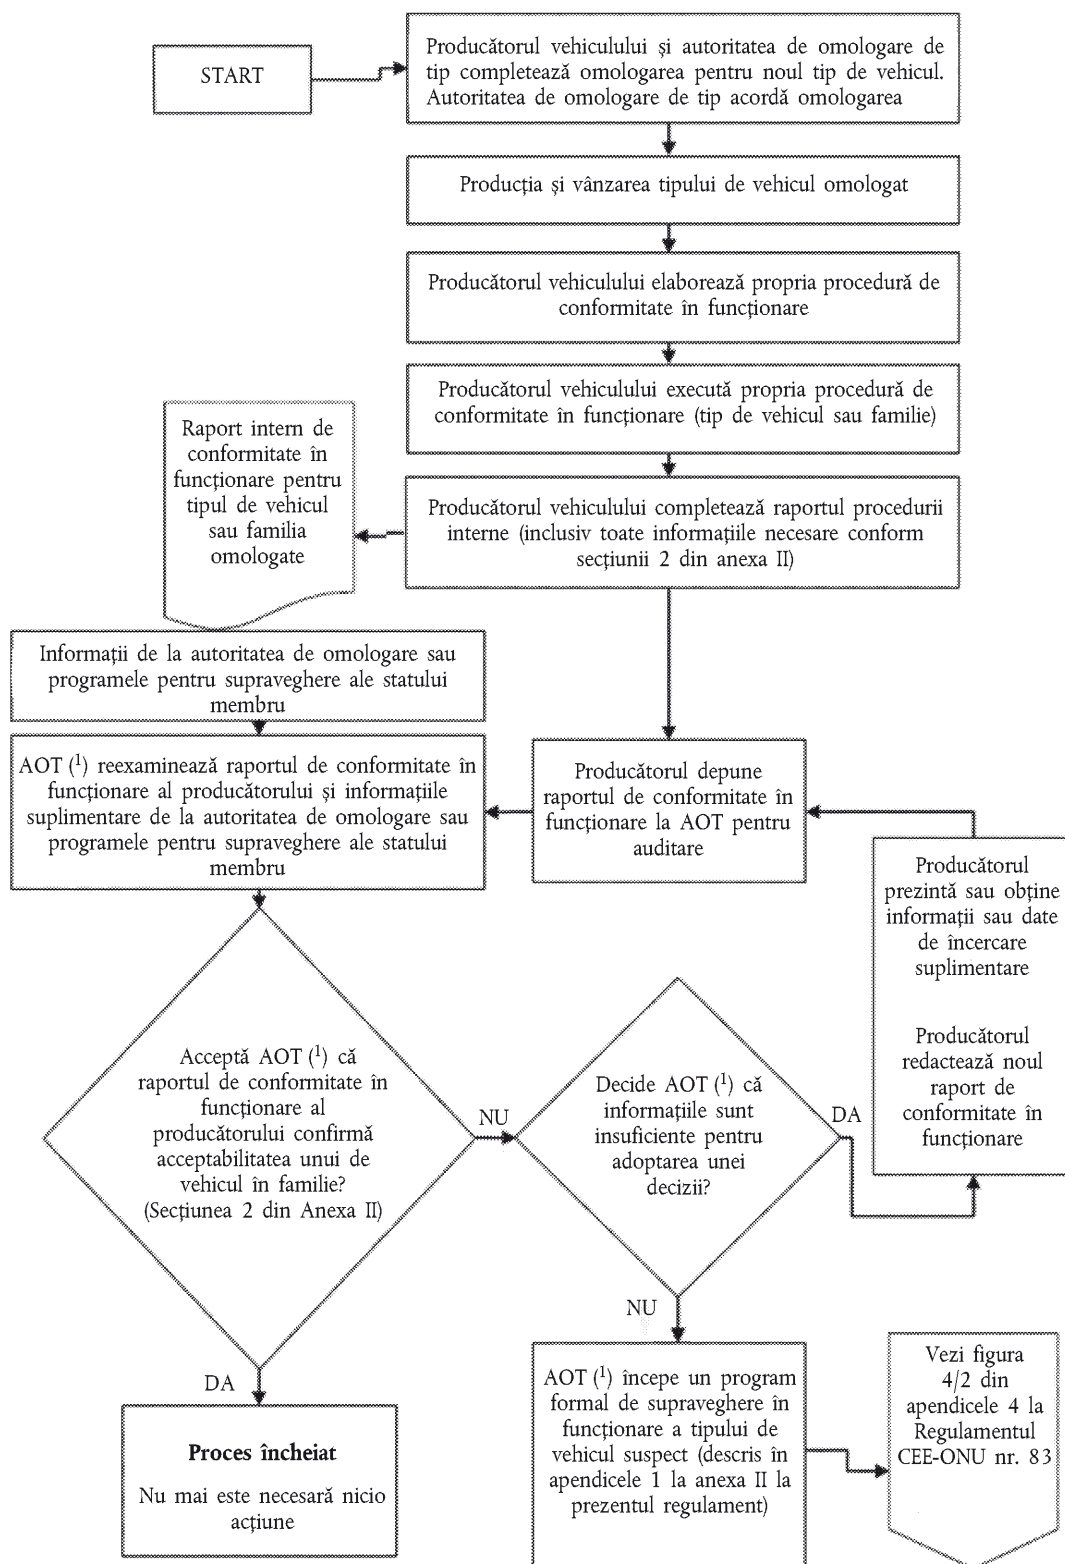 START
Producătorul vehiculului și autoritatea de omologare de
tip completează omologarea pentru noul tip de vehicul.
Autoritatea de omologare de tip acordă omologarea
Producția și vânzarea tipului de vehicul omologat
Producătorul vehiculului elaborează propria procedură de
conformitate în funcționare
Producătorul vehiculului execută propria procedură de
conformitate în funcționare (tip de vehicul sau familie)
Raport intern de
conformitate în
funcționare pentru
tipul de vehicul
sau familia
omologate
Producătorul vehiculului completează raportul procedurii
interne (inclusiv toate informațiile necesare conform
secțiunii 2 din anexa II)
Informații de la autoritatea de omologare sau
programele pentru supraveghere ale statului
membru
AOT (1) reexaminează raportul de conformitate în
funcționare al producătorului și informațiile
suplimentare de la autoritatea de omologare sau
programele pentru supraveghere ale statului
membru
Producătorul depune
raportul de conformitate în
funcționare la AOT pentru
auditare
Producătorul
prezintă sau obține
informații sau date
de încercare
suplimentare
Producătorul
redactează noul
raport de
conformitate în
funcționare
Acceptă AOT (1) că
raportul de conformitate în
funcționare al
producătorului confirmă
acceptabilitatea unui de
vehicul în familie?
(Secțiunea 2 din Anexa II)
NU
Decide AOT (1) că
informațiile sunt
insuficiente pentru
adoptarea unei
decizii?
DA
NU
DA
Proces încheiat
Nu mai este necesară nicio
acțiune
AOT (1) începe un program
formal de supraveghere în
funcționare a tipului de
vehicul suspect (descris în
apendicele 1 la anexa II la
prezentul regulament)
Vezi figura
4/2 din
apendicele 4 la
Regulamentul
CEE-ONU nr. 83